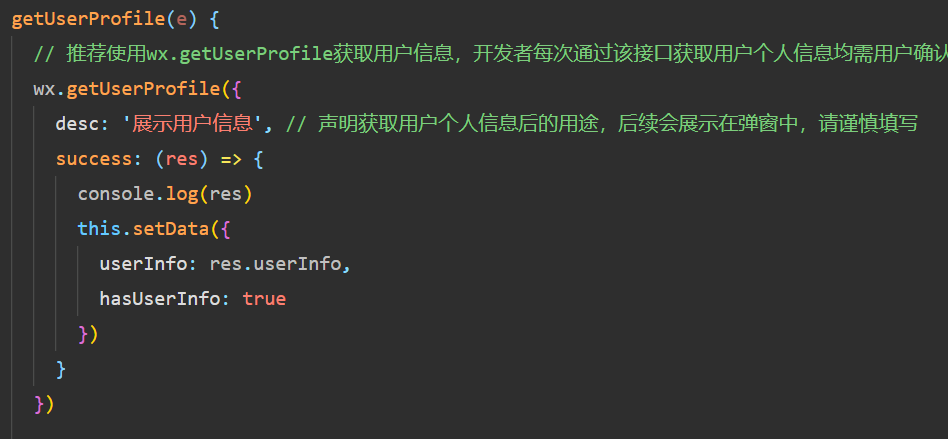 getUserProfile(e) {
// 推荐使用wx.getUserProfile获取用户信息，开发者每次通过该接口获取用户个人信息均需用户确认
wx.getUserProfile({
desc: '展示用户信息', // 声明获取用户个人信息后的用途，后续会展示在弹窗中，请谨慎填写
success: (res) => {
console.log(res)
this.setData({
userInfo: res.userInfo,
hasUserInfo: true
})
}
})